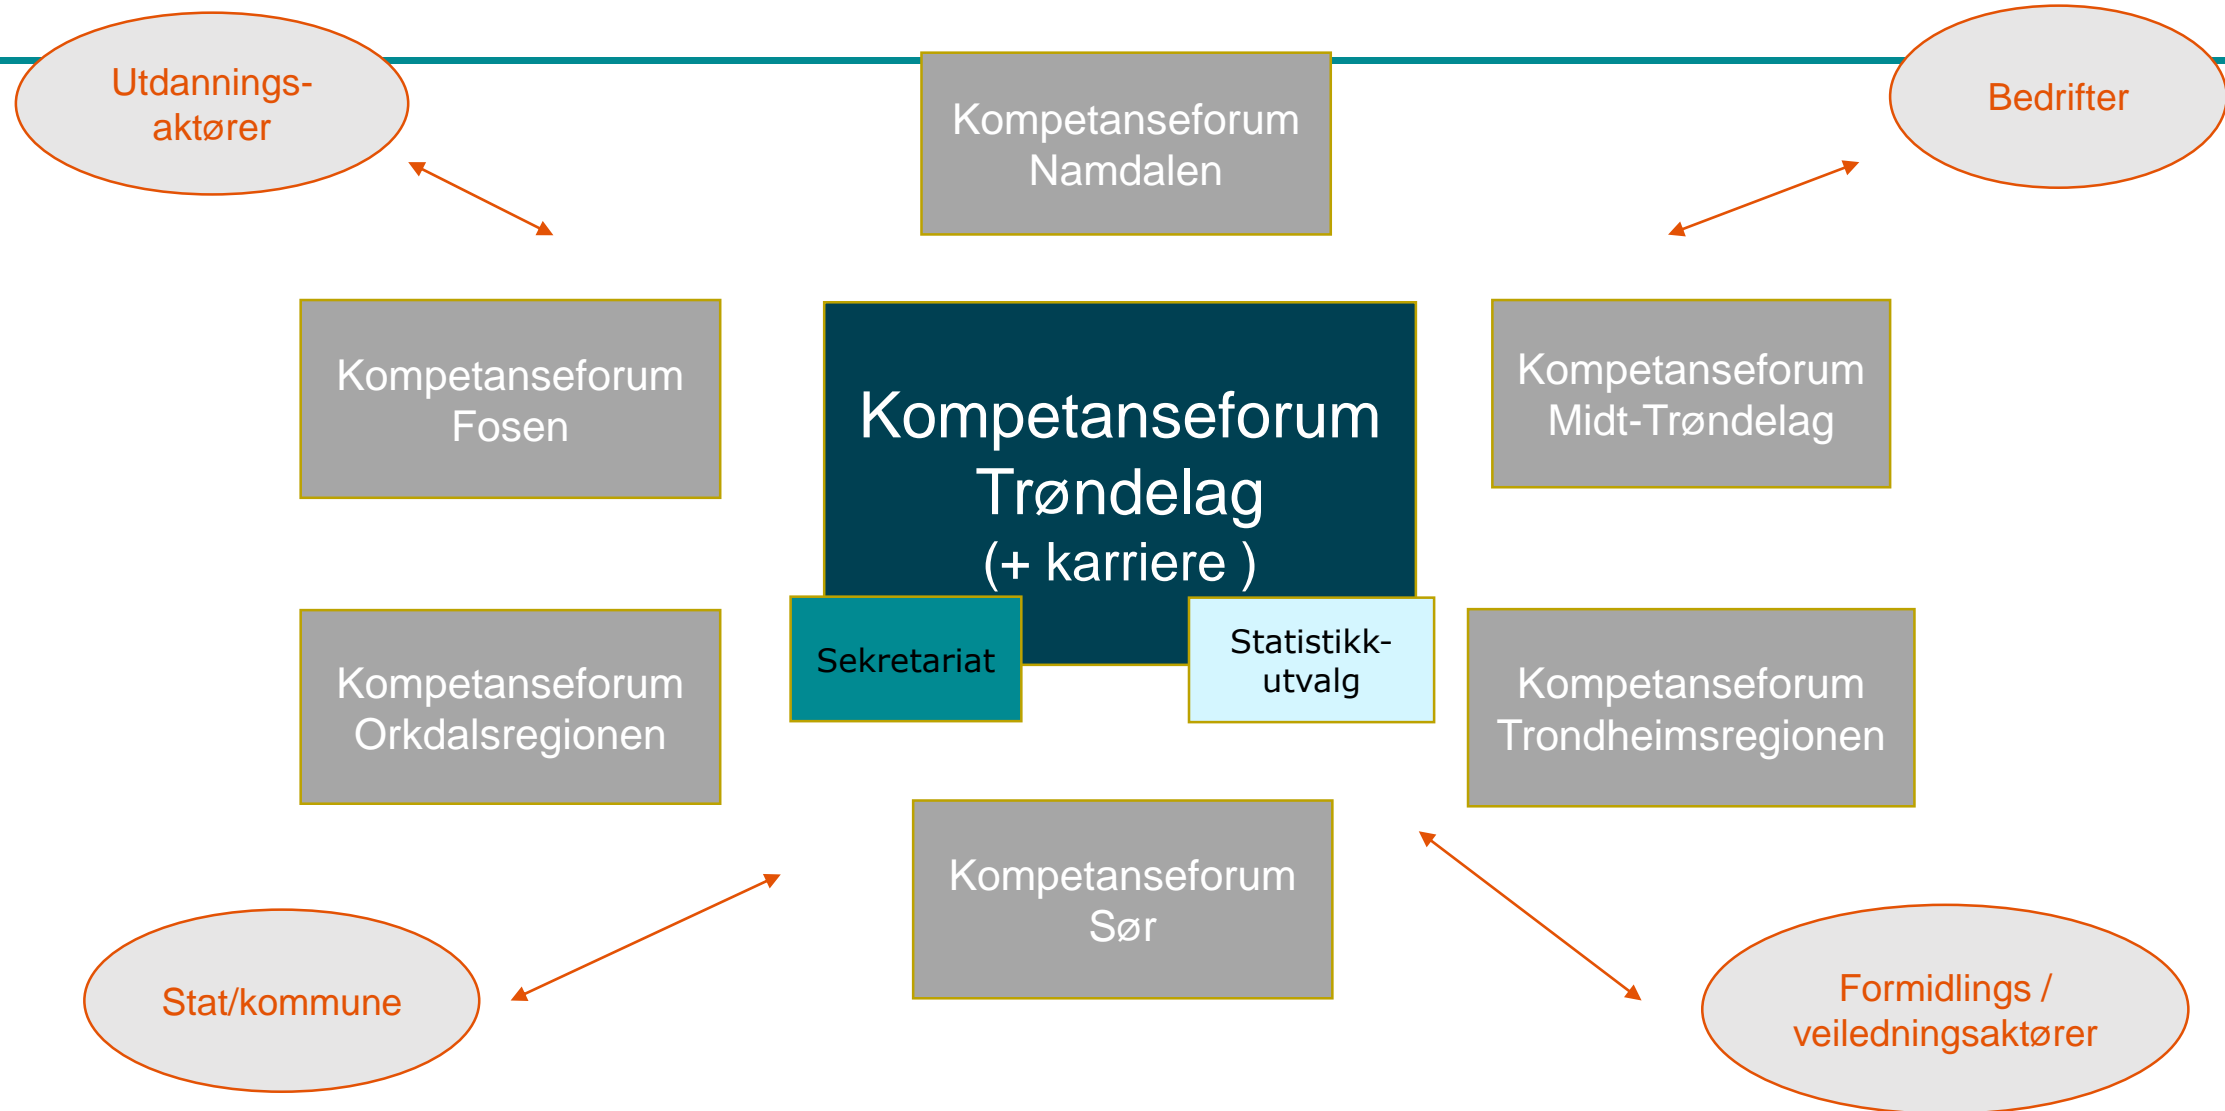 Utdannings-
aktører
Kompetanseforum
Namdalen
Bedrifter
Kompetanseforum
Fosen
Kompetanseforum
Trøndelag
(+ karriere )
Kompetanseforum
Midt-Trøndelag
Kompetanseforum
Orkdalsregionen
Sekretariat
Statistikk-
utvalg
Kompetanseforum
Trondheimsregionen
Kompetanseforum
Sør
Stat/kommune
Formidlings /
veiledningsaktører